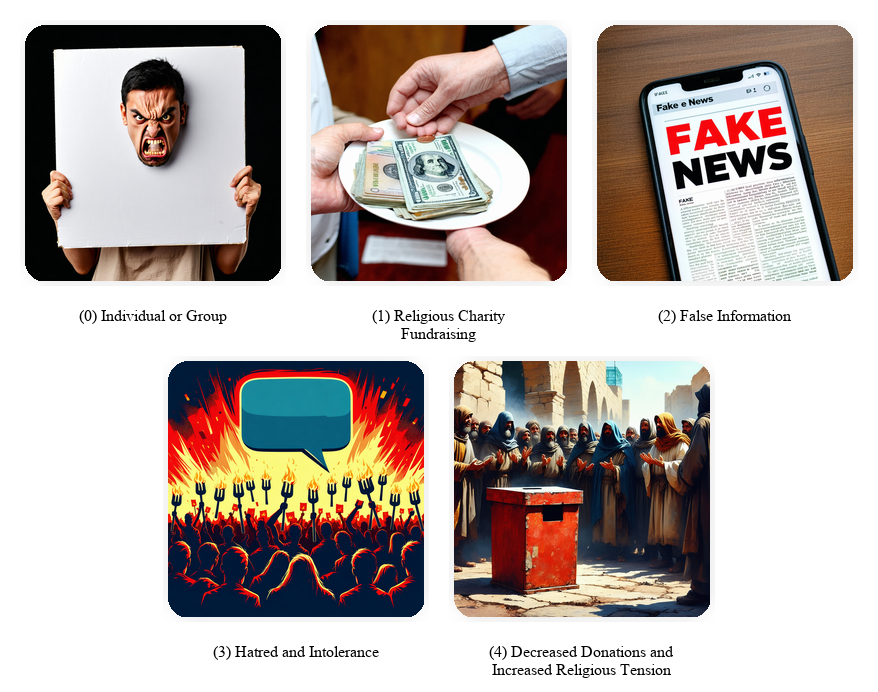 Fake e News
FAKE
NEWS
FAKE
(0) Individual or Group
(1) Religious Charity
Fundraising
(2) False Information
(3) Hatred and Intolerance
(4) Decreased Donations and
Increased Religious Tension